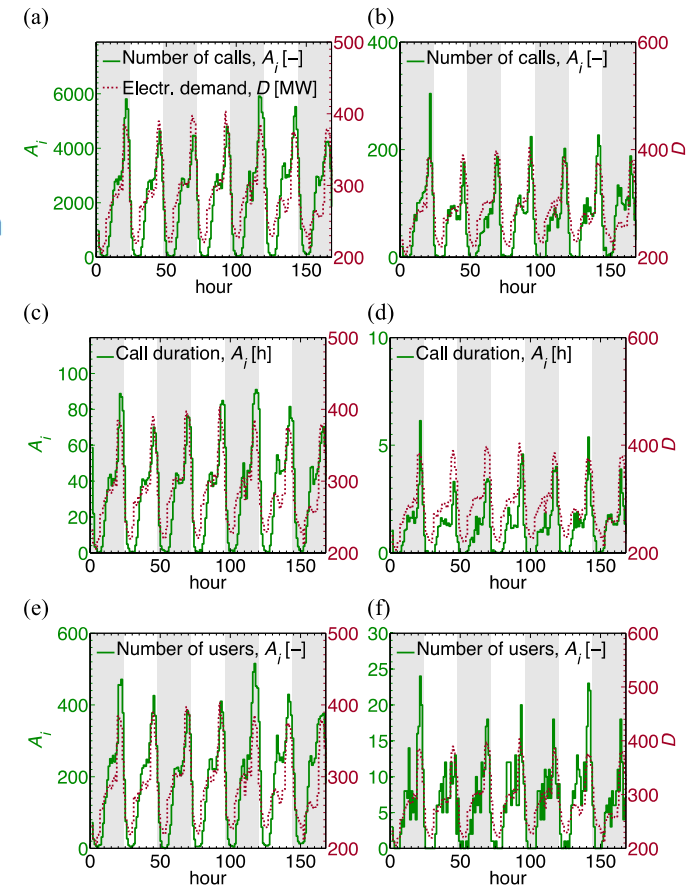 (a)
(b)
Number of calls, A_i [–]
Electr. demand, D [MW]
6000
4000
2000
0
A_i
500
400
300
200
0 50 100 150
hour
Number of calls, A_i [–]
400
200
0
600
400
200
D
0 50 100 150
hour
(c)
(d)
Call duration, A_i [h]
100
80
60
40
20
0
A_i
500
400
300
200
0 50 100 150
hour
Call duration, A_i [h]
10
5
0
600
400
200
D
0 50 100 150
hour
(e)
(f)
Number of users, A_i [–]
600
400
200
0
A_i
500
400
300
200
0 50 100 150
hour
Number of users, A_i [–]
30
25
20
15
10
5
0
600
500
400
300
200
D
0 50 100 150
hour